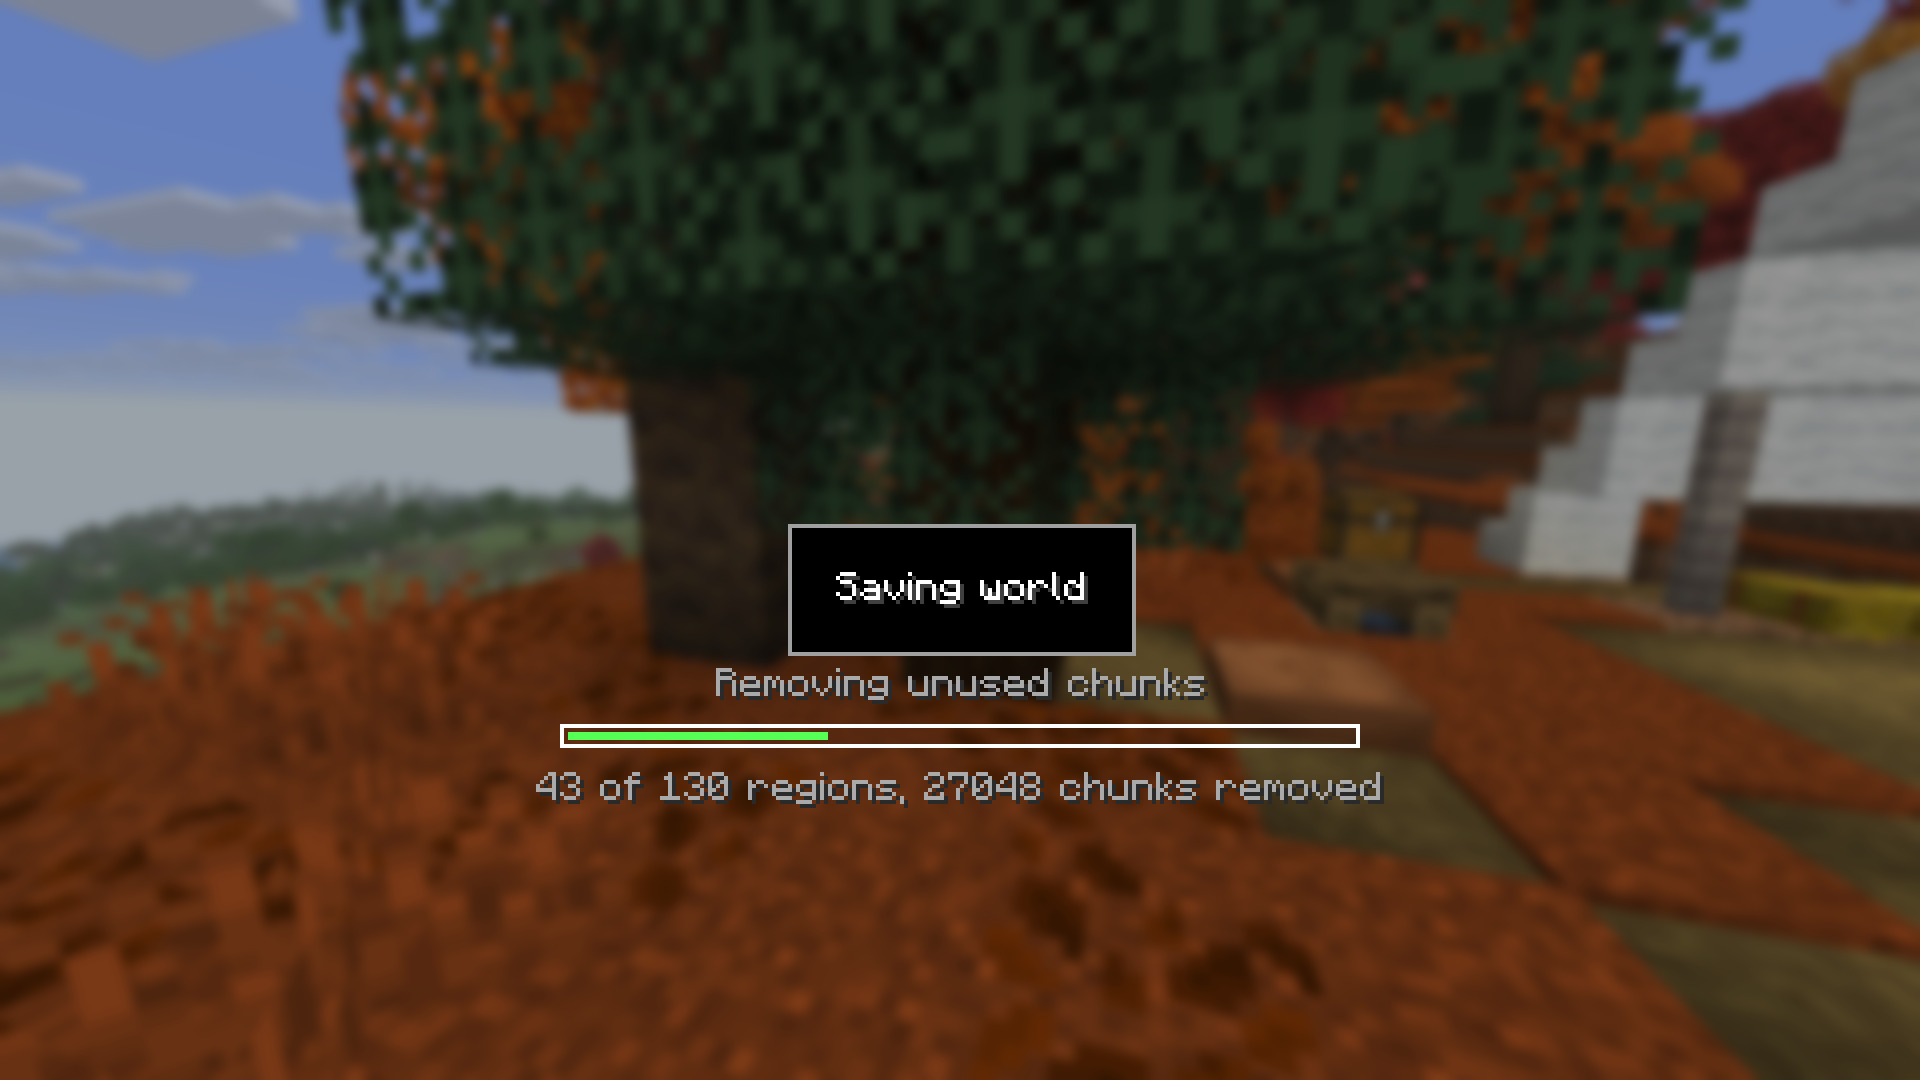 Saving world
Removing unused chunks
43 of 130 regions, 27048 chunks removed